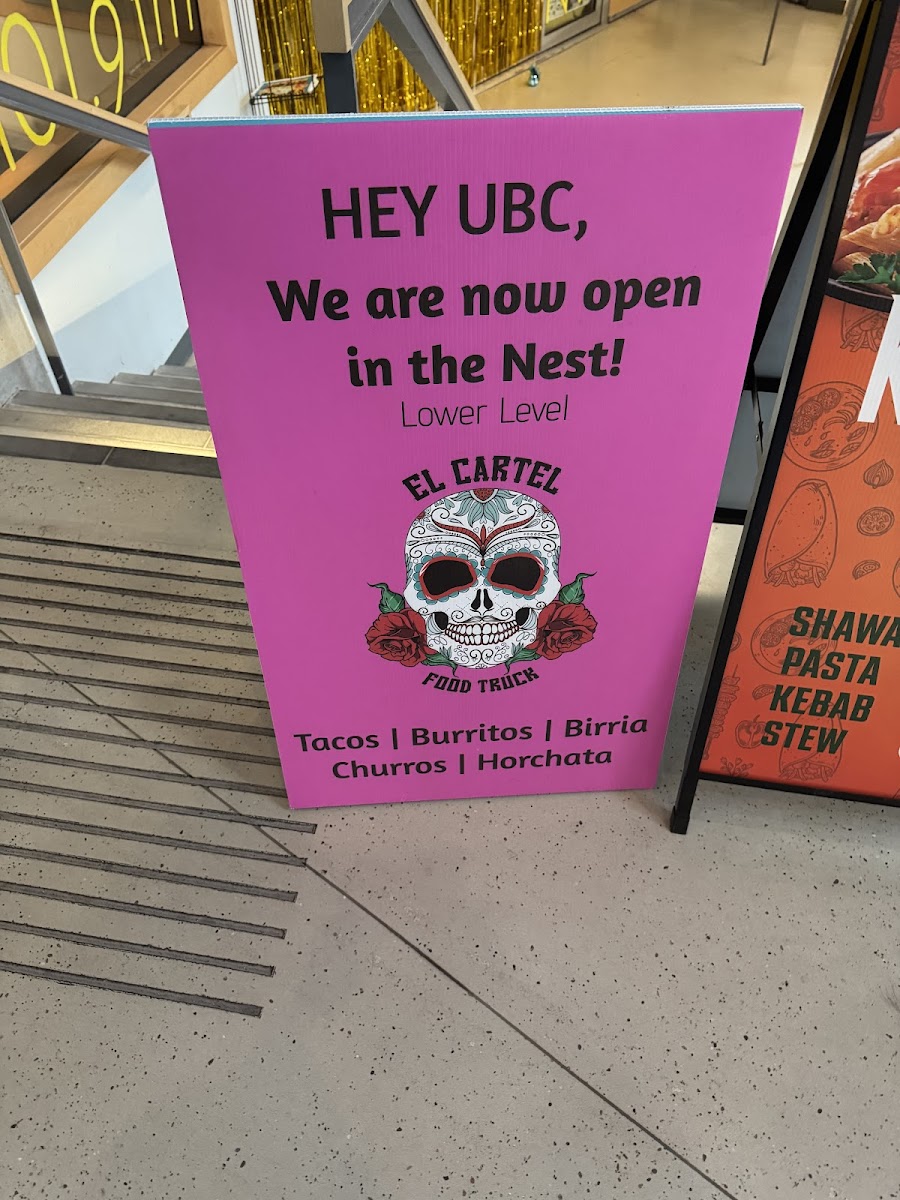 HEY UBC,
We are now open
in the Nest!
Lower Level
EL CARTEL
FOOD TRUCK
Tacos | Burritos | Birria
Churros | Horchata
PASTA
KEBAB
STEW